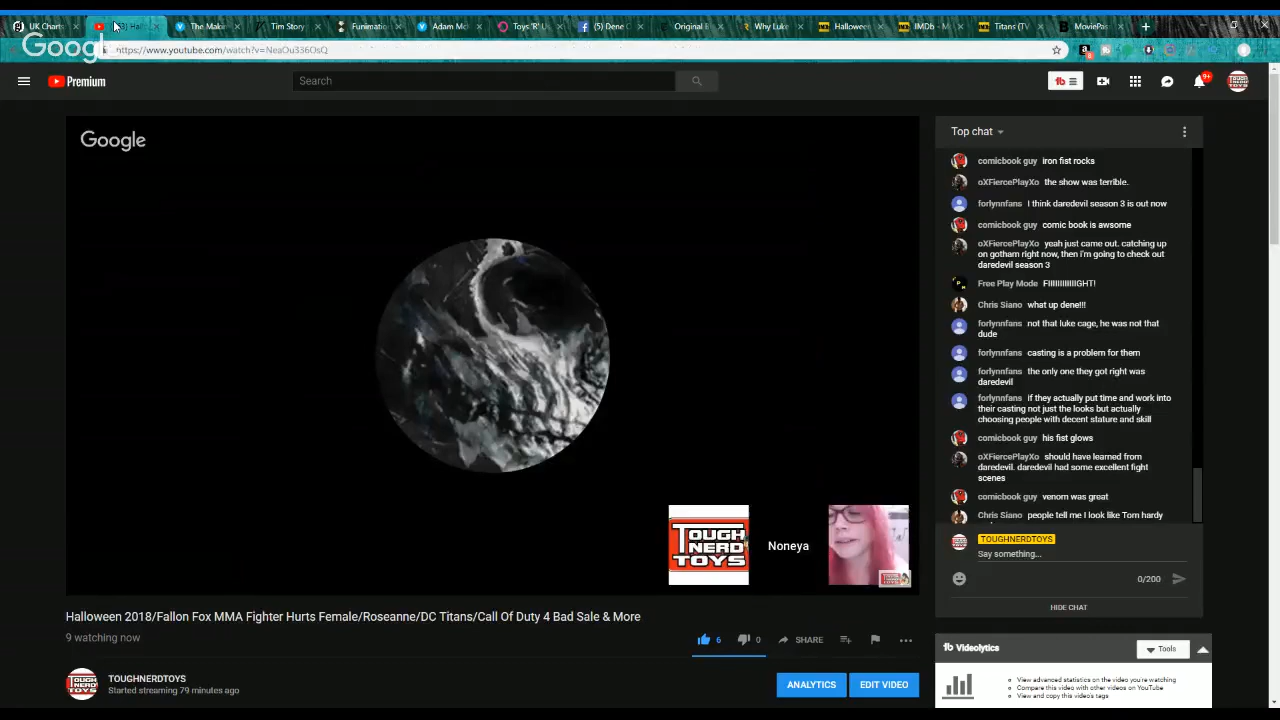 UK Charts
The Makin
Tim Story
Funimation
Adam Mc
Toys 'R' U
(5) Dene C
Original
Why Luke
Hallowee
IMDb - M
Titans (TV
MoviePas
Googl
https://www.youtube.com/watch?v=NeaOu336OsQ
Premium
Search
9+
Google
TOUGH
NERD
TOYS
Noneya
Top chat
comicbook guy iron fist rocks
oXFiercePlayXo the show was terrible.
forlynnfans I think daredevil season 3 is out now
comicbook guy comic book is awsome
oXFiercePlayXo yeah just came out. catching up
on gotham right now, then i'm going to check out
daredevil season 3
Free Play Mode FIIIIIIIIIIIGHT!
Chris Siano what up dene!!!
forlynnfans not that luke cage, he was not that
dude
forlynnfans casting is a problem for them
forlynnfans the only one they got right was
daredevil
forlynnfans if they actually put time and work into
their casting not just the looks but actually
choosing people with decent stature and skill
comicbook guy his fist glows
oXFiercePlayXo should have learned from
daredevil. daredevil had some excellent fight
scenes
comicbook guy venom was great
Chris Siano people tell me I look like Tom hardy
TOUGHNERDTOYS
Say something...
0/200
HIDE CHAT
Halloween 2018/Fallon Fox MMA Fighter Hurts Female/Roseanne/DC Titans/Call Of Duty 4 Bad Sale & More
9 watching now
6
0
SHARE
TOUGHNERDTOYS
Started streaming 79 minutes ago
ANALYTICS
EDIT VIDEO
Videolytics
Tools
View advanced statistics on the video you're watching
Compare this video with other videos on YouTube
View and copy this video's tags